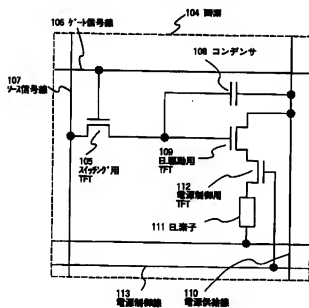 104 画素
106 ゲート信号線
108 コンデンサ
107
ソース信号線
105
スイッチング用
TFT
109
EL駆動用
TFT
112
電源制御用
TFT
111 EL素子
113
電源制御線
110
電源供給線